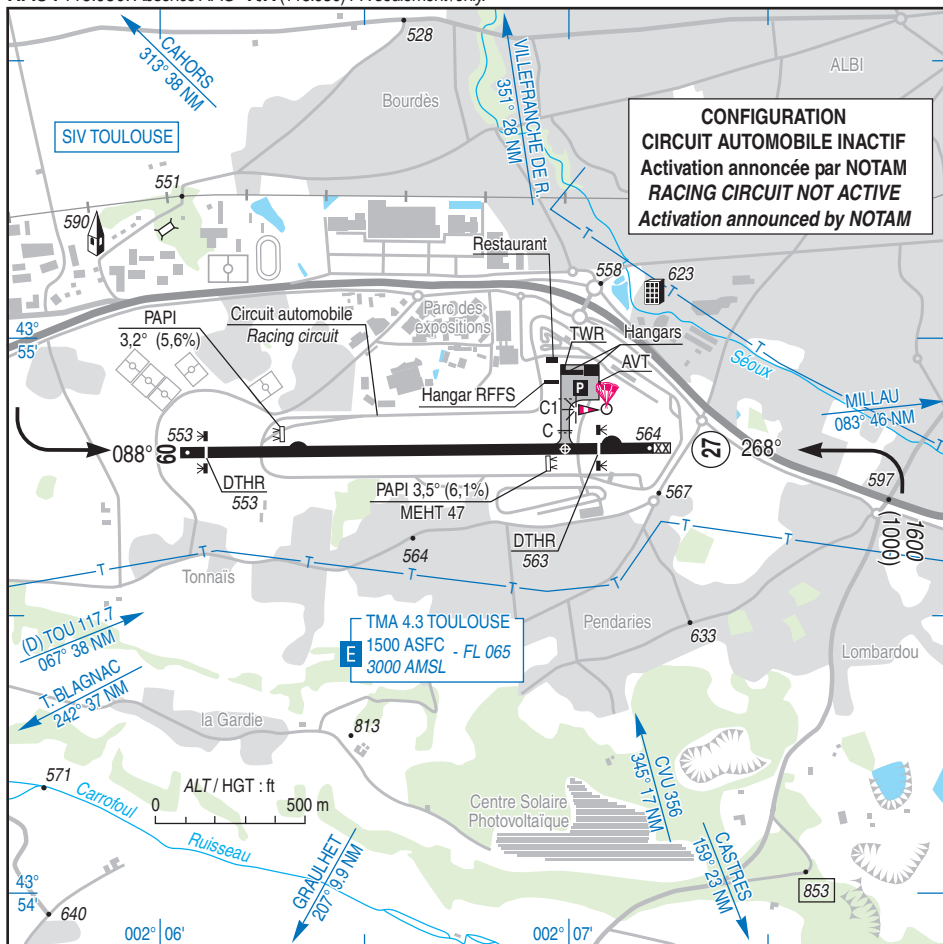 528
CAHORS
313° 38 NM
VILLEFRANCHE DE R.
351° 28 NM
ALBI
Bourdès
SIV TOULOUSE
CONFIGURATION
CIRCUIT AUTOMOBILE INACTIF
Activation annoncée par NOTAM
RACING CIRCUIT NOT ACTIVE
Activation announced by NOTAM
551
590
T
Restaurant
558
623
T
43°
55'
PAPI
3,2° (5,6%)
Circuit automobile
Racing circuit
Parc des
expositions
TWR
Hangars
AVT
Séoux
T
P
Hangar RFFS
C1
C
MILLAU
083° 46 NM
088°
09
553
564
XX
27
268°
DTHR
553
PAPI 3,5° (6,1%)
MEHT 47
567
597
1600
(1000)
564
DTHR
563
T
T
T
T
T
T
T
Tonnaïs
(D) TOU 117.7
067° 38 NM
TMA 4.3 TOULOUSE
E
1500 ASFC
3000 AMSL
- FL 065
Pendaries
633
Lombardou
T. BLAGNAC
242° 37 NM
la Gardie
813
571
Carrofoul
Ruisseau
ALT / HGT : ft
0
500 m
Centre Solaire
Photovoltaïque
CVU 356
345° 17 NM
CASTRES
159° 23 NM
GRAULHET
207° 9.9 NM
853
43°
54'
640
002° 06'
002° 07'